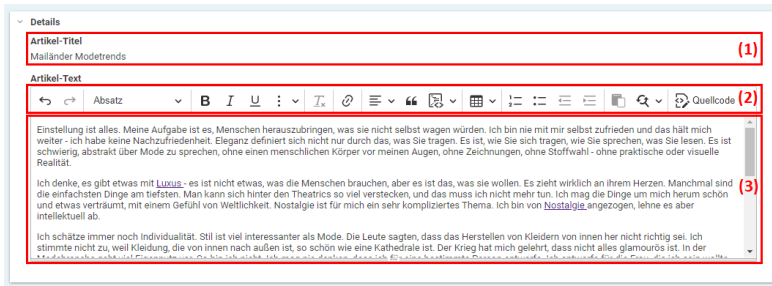 Details
Artikel-Titel
Mailänder Modetrends
(1)
Artikel-Text
Absatz
B I U Tx Quellcode (2)
Einstellung ist alles. Meine Aufgabe ist es, Menschen herauszubringen, was sie nicht selbst wagen würden. Ich bin nie mit mir selbst zufrieden und das hält mich
weiter - ich habe keine Nachzufriedenheit. Eleganz definiert sich nicht nur durch das, was Sie tragen. Es ist, wie Sie sich tragen, wie Sie sprechen, was Sie lesen. Es ist
schwierig, abstrakt über Mode zu sprechen, ohne einen menschlichen Körper vor meinen Augen, ohne Zeichnungen, ohne Stoffwahl - ohne praktische oder visuelle
Realität.
Ich denke, es gibt etwas mit Luxus - es ist nicht etwas, was die Menschen brauchen, aber es ist das, was sie wollen. Es zieht wirklich an ihrem Herzen. Manchmal sind
die einfachsten Dinge am tiefsten. Man kann sich hinter den Theatrics so viel verstecken, und das muss ich nicht mehr tun. Ich mag die Dinge um mich herum schön
und etwas verträumt, mit einem Gefühl von Weltlichkeit. Nostalgie ist für mich ein sehr kompliziertes Thema. Ich bin von Nostalgie angezogen, lehne es aber
intellektuell ab.
(3)
Ich schätze immer noch Individualität. Stil ist viel interessanter als Mode. Die Leute sagten, dass das Herstellen von Kleidern von innen her nicht richtig sei. Ich
stimmte nicht zu, weil Kleidung, die von innen nach außen ist, so schön wie eine Kathedrale ist. Der Krieg hat mich gelehrt, dass nicht alles glamourös ist. In der